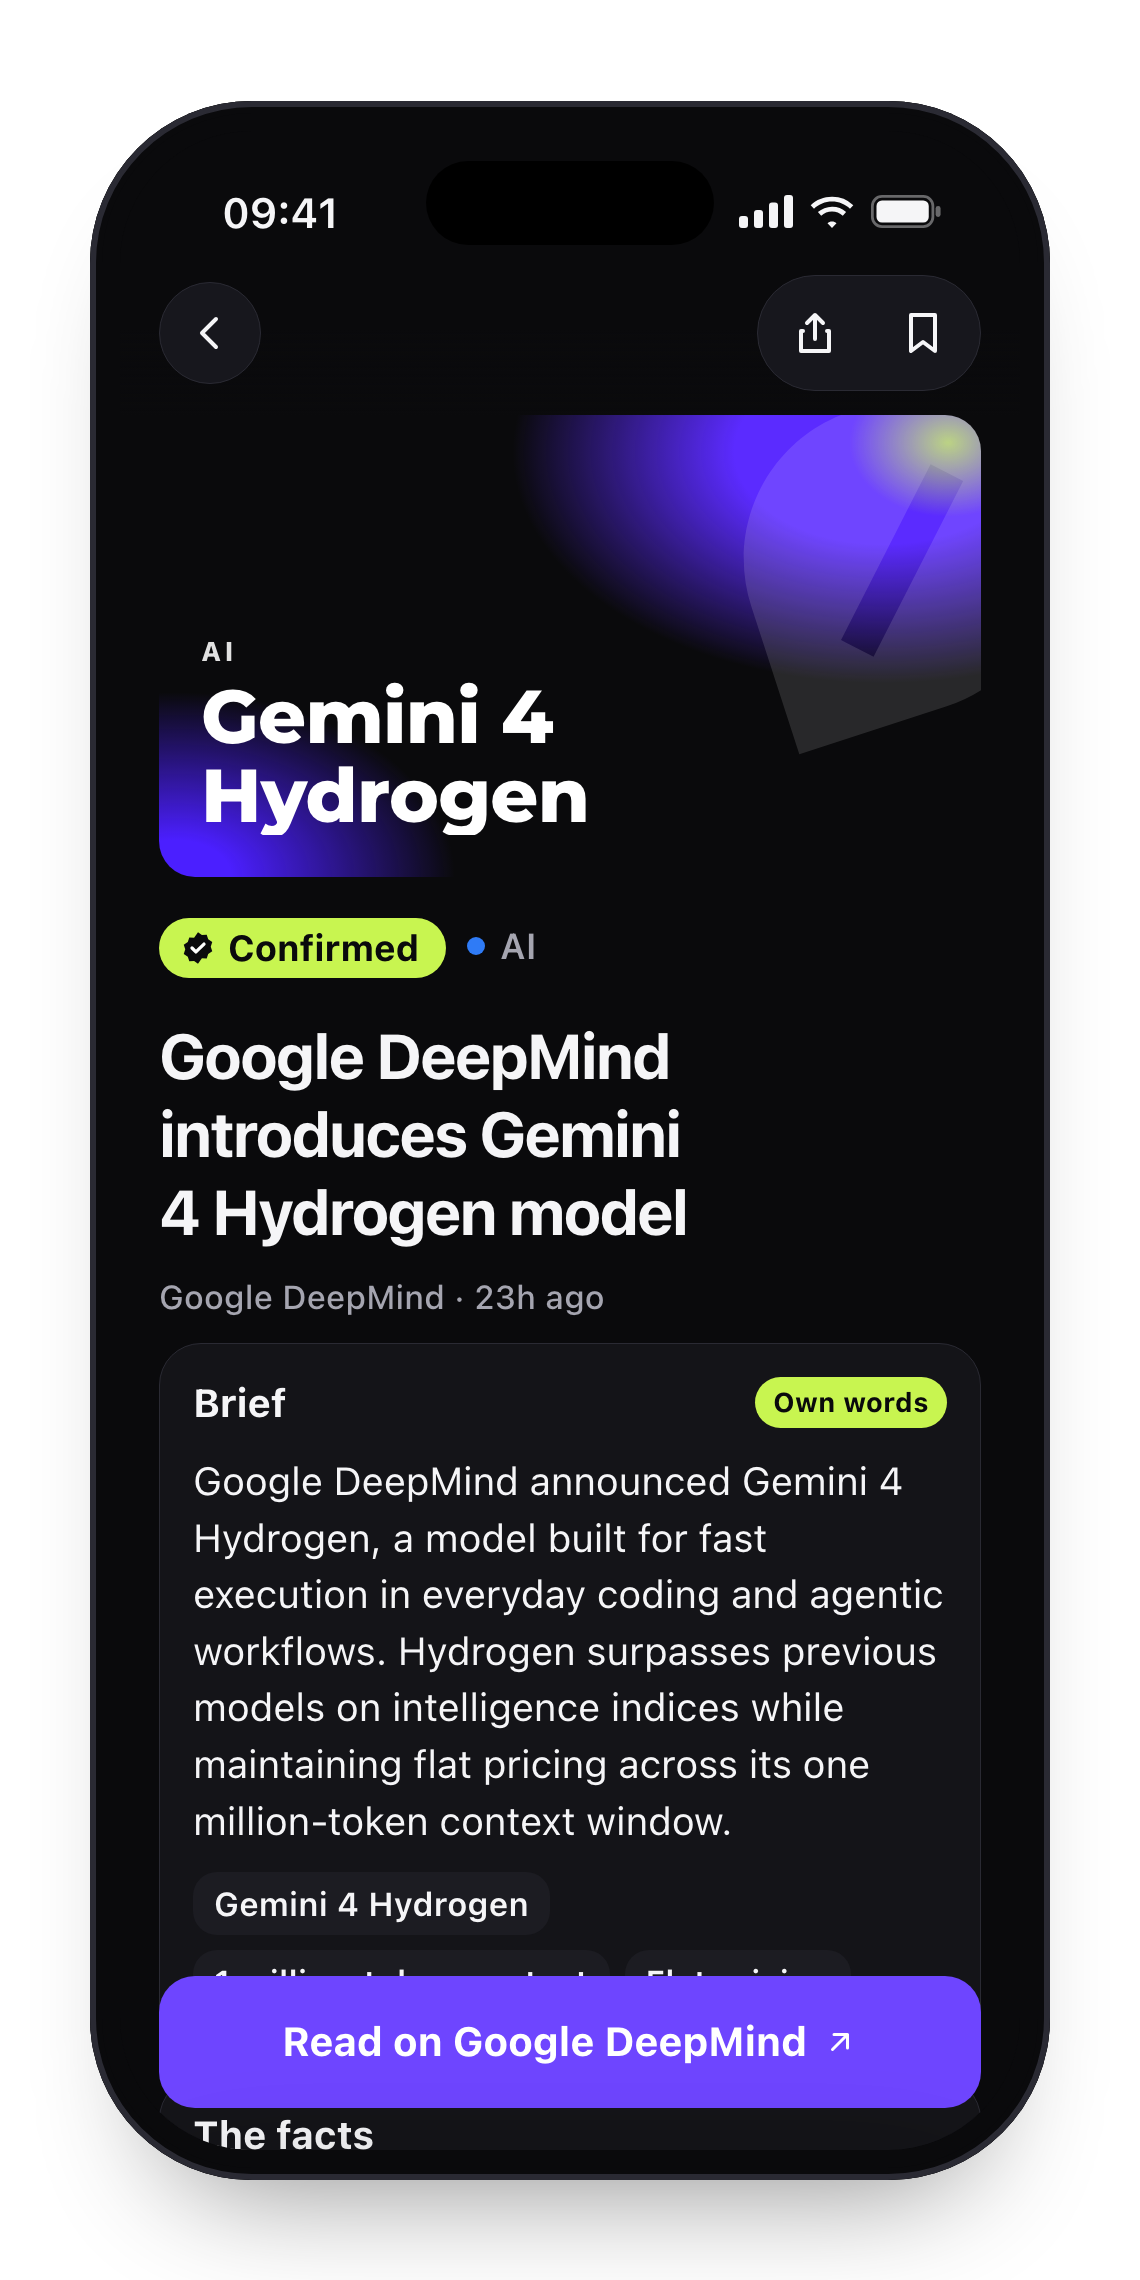 09:41
AI
Gemini 4
Hydrogen
Confirmed
AI
Google DeepMind
introduces Gemini
4 Hydrogen model
Google DeepMind · 23h ago
Brief
Own words
Google DeepMind announced Gemini 4
Hydrogen, a model built for fast
execution in everyday coding and agentic
workflows. Hydrogen surpasses previous
models on intelligence indices while
maintaining flat pricing across its one
million-token context window.
Gemini 4 Hydrogen
Read on Google DeepMind
The facts